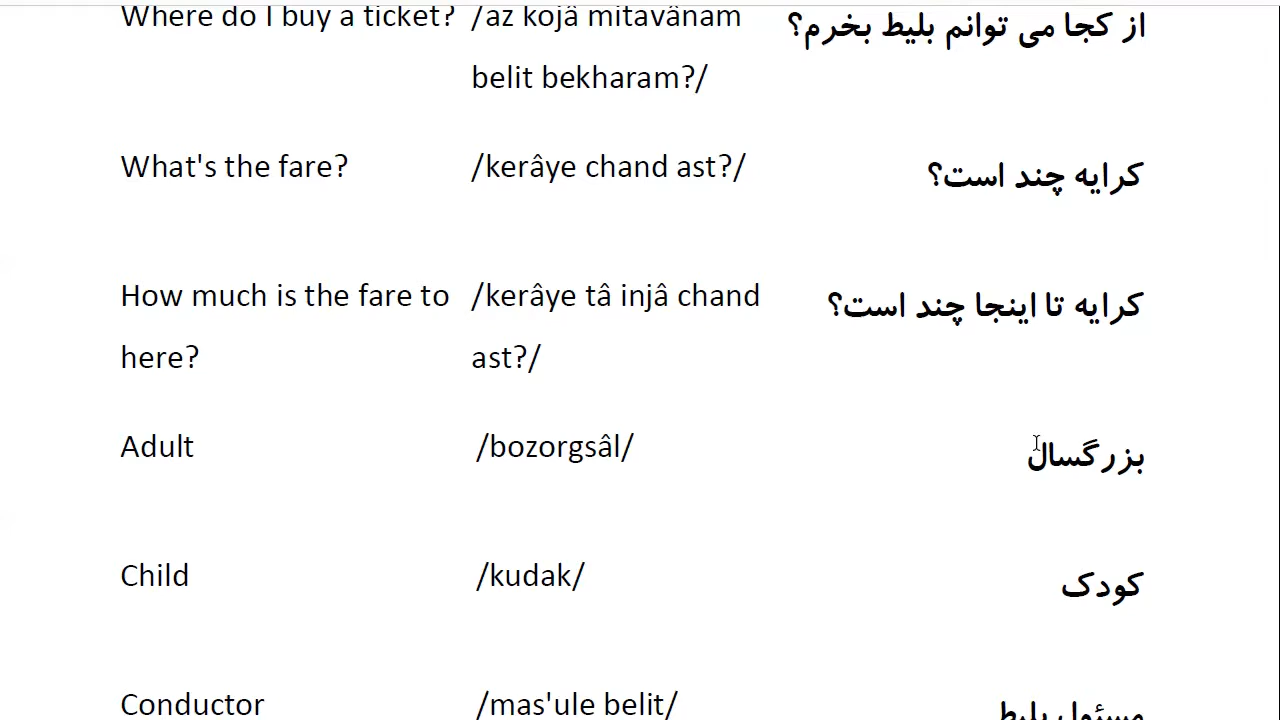 Where do I buy a ticket? /az kojâ mitavânam از کجا می توانم بلیط بخرم؟
belit bekharam?/
What's the fare? /kerâye chand ast?/ کرایه چند است؟
How much is the fare to /kerâye tâ injâ chand کرایه تا اینجا چند است؟
here? ast?/
Adult /bozorgsâl/ بزرگسال
Child /kudak/ کودک
Conductor /mas'ule belit/ مسئول بلیط